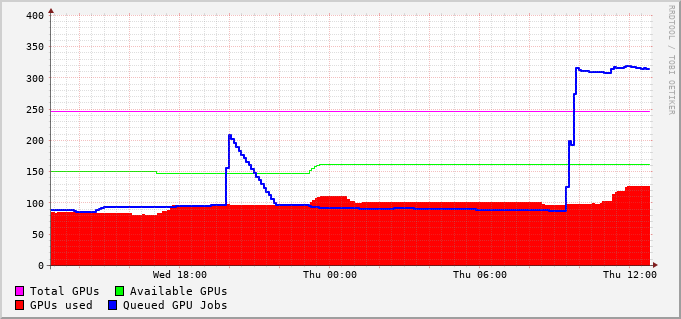 400
350
300
250
200
150
100
50
0
Wed 18:00 Thu 00:00 Thu 06:00 Thu 12:00
Total GPUs Available GPUs
GPUs used Queued GPU Jobs
RRDTOOL / TOBI OETIKER